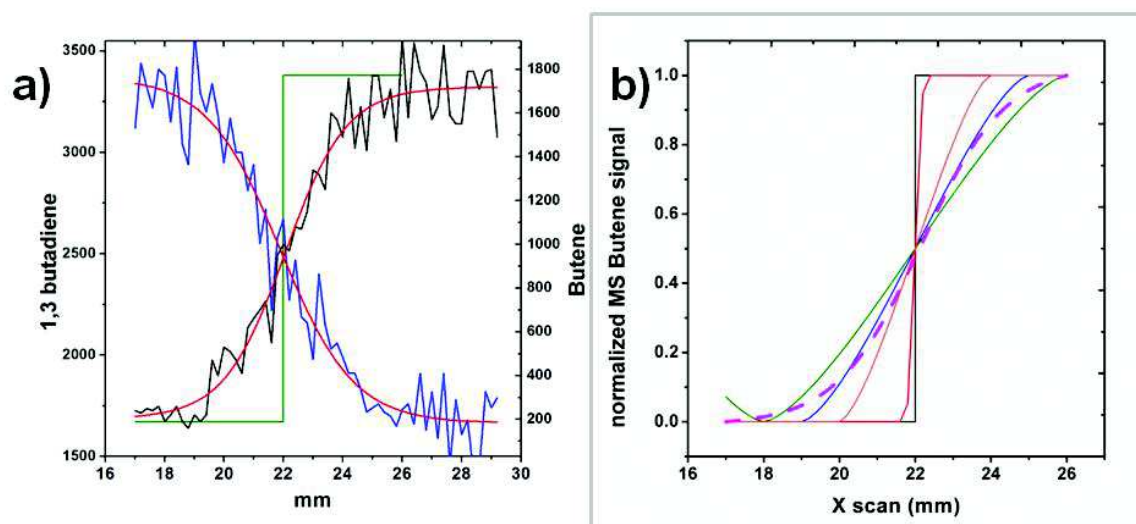 a)
3500
3000
2500
2000
1500
1,3 butadiene
16 18 20 22 24 26 28 30
mm
1800
1600
1400
1200
1000
800
600
400
200
Butene
b)
1.0
0.8
0.6
0.4
0.2
0.0
normalized MS Butene signal
16 18 20 22 24 26
X scan (mm)